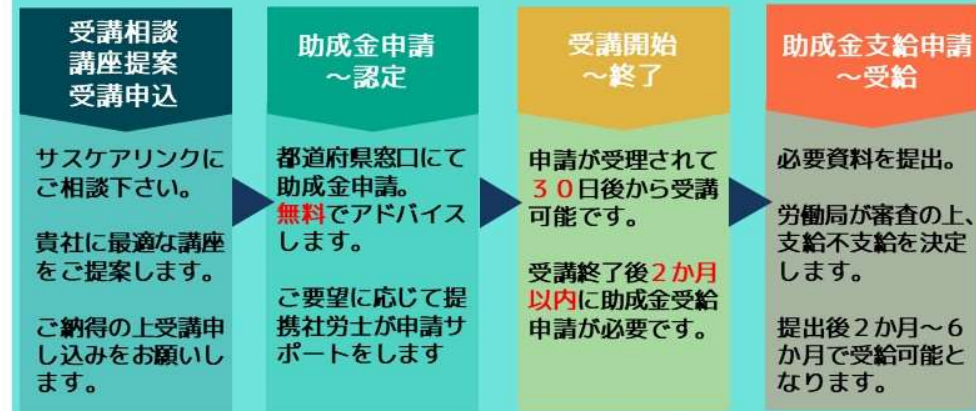 受講相談
講座提案
受講申込
サスケアリンクに
ご相談下さい。
貴社に最適な講座
をご提案します。
ご納得の上受講申
し込みをお願いし
ます。
助成金申請
～認定
都道府県窓口にて
助成金申請。
無料でアドバイス
します。
ご要望に応じて提
携社労士が申請サ
ポートをします
受講開始
～終了
申請が受理されて
３０日後から受講
可能です。
受講終了後２か月
以内に助成金受給
申請が必要です。
助成金支給申請
～受給
必要資料を提出。
労働局が審査の上、
支給不支給を決定
します。
提出後２か月～６
か月で受給可能と
なります。